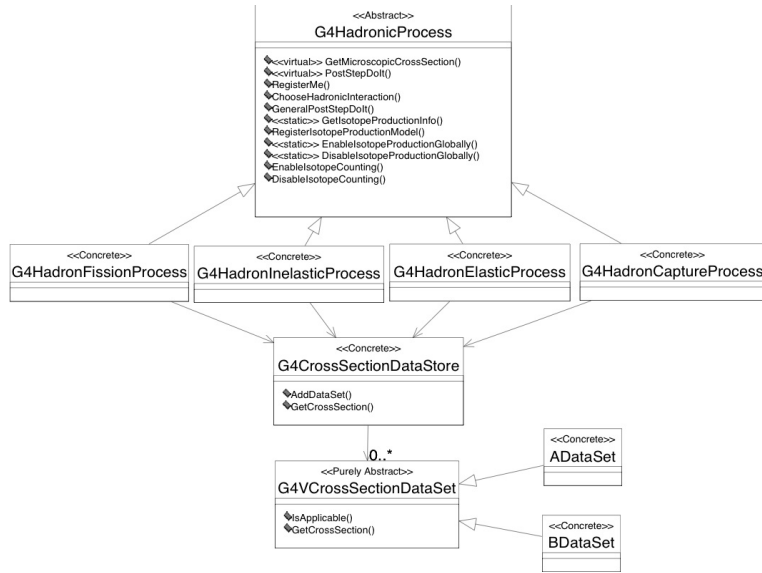 <<Abstract>>
G4HadronicProcess
<<virtual>> GetMicroscopicCrossSection()
<<virtual>> PostStepDoIt()
RegisterMe()
ChooseHadronicInteraction()
GeneralPostStepDoIt()
<<static>> GetIsotopeProductionInfo()
RegisterIsotopeProductionModel()
<<static>> EnableIsotopeProductionGlobally()
<<static>> DisableIsotopeProductionGlobally()
EnableIsotopeCounting()
DisableIsotopeCounting()
<<Concrete>>
G4HadronFissionProcess
<<Concrete>>
G4HadronInelasticProcess
<<Concrete>>
G4HadronElasticProcess
<<Concrete>>
G4HadronCaptureProcess
<<Concrete>>
G4CrossSectionDataStore
AddDataSet()
GetCrossSection()
0..*
<<Purely Abstract>>
G4VCrossSectionDataSet
IsApplicable()
GetCrossSection()
<<Concrete>>
ADataSet
<<Concrete>>
BDataSet